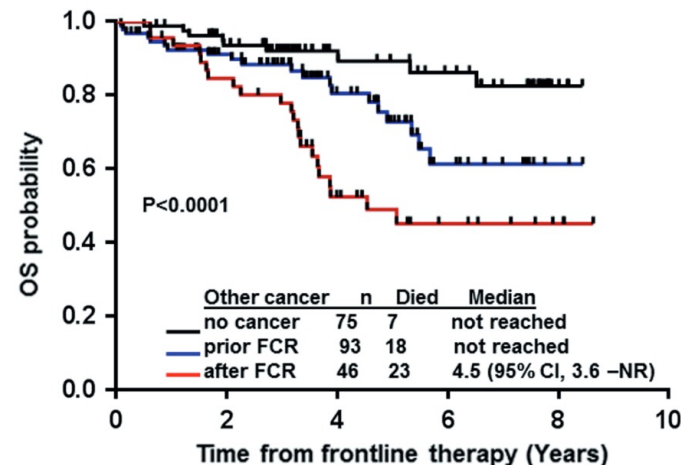 1.0
0.8
0.6
0.4
0.2
0.0
OS probability
P<0.0001
Other cancer n Died Median
no cancer 75 7 not reached
prior FCR 93 18 not reached
after FCR 46 23 4.5 (95% CI, 3.6 –NR)
0 2 4 6 8 10
Time from frontline therapy (Years)